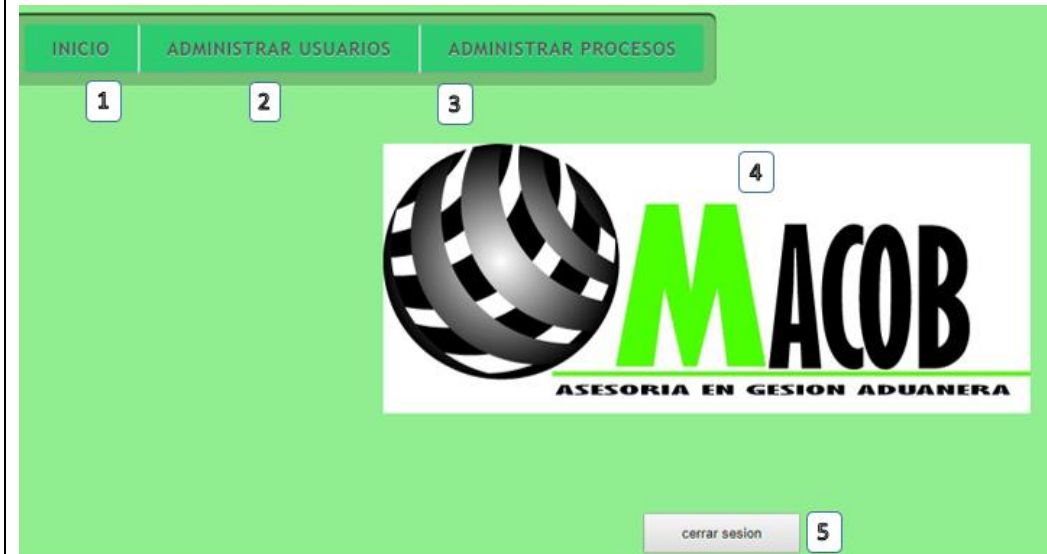 INICIO ADMINISTRAR USUARIOS ADMINISTRAR PROCESOS
1 2 3
4
MACOB
ASESORIA EN GESION ADUANERA
cerrar sesion 5